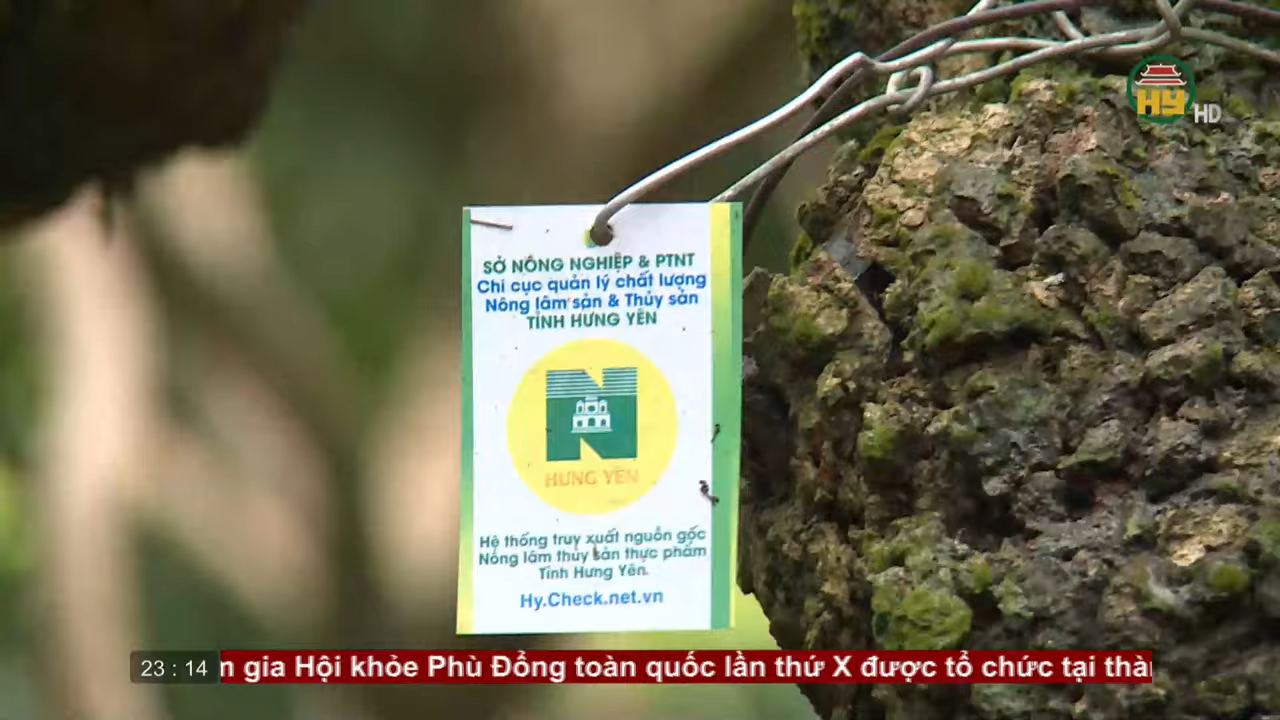 HY HD
SỞ NÔNG NGHIỆP & PTNT
Chi cục quản lý chất lượng
Nông lâm sản & Thủy sản
TỈNH HƯNG YÊN
N
HƯNG YÊN
Hệ thống truy xuất nguồn gốc
Nông lâm thủy sản thực phẩm
Tỉnh Hưng Yên.
Hy.Check.net.vn
23 : 14 gia Hội khỏe Phù Đổng toàn quốc lần thứ X được tổ chức tại